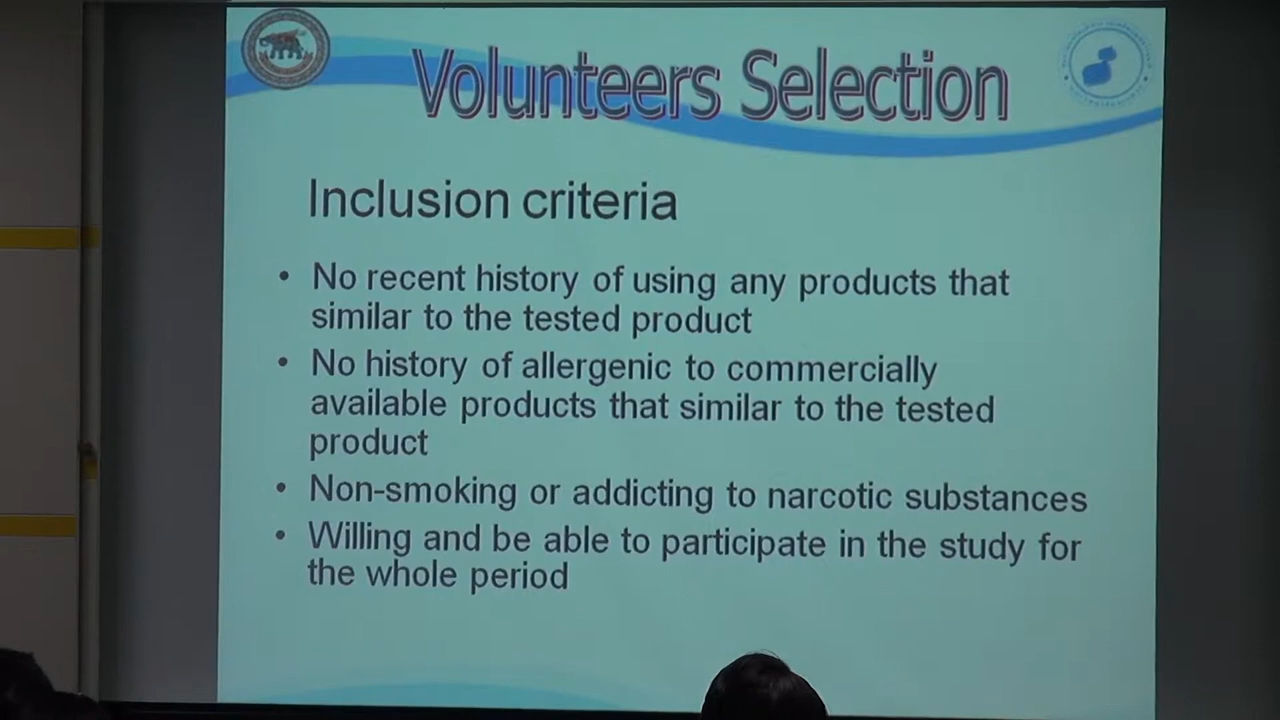 Volunteers Selection
Inclusion criteria
• No recent history of using any products that
similar to the tested product
• No history of allergenic to commercially
available products that similar to the tested
product
• Non-smoking or addicting to narcotic substances
• Willing and be able to participate in the study for
the whole period